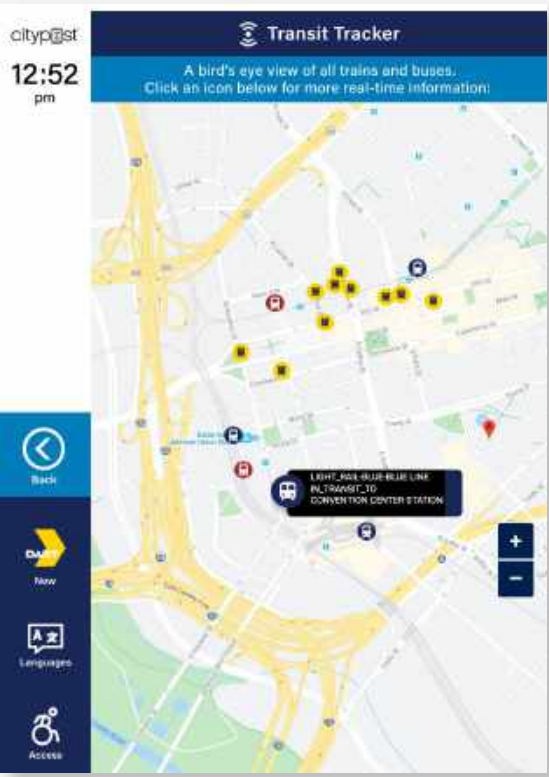 citypost
12:52
pm
Transit Tracker
A bird's eye view of all trains and buses.
Click an icon below for more real-time information:
LIGHT_RAIL-BLUE-BLUE LINE
IN_TRANSIT_TO
CONVENTION CENTER STATION
Back
DART
Now
Languages
Access
+
−